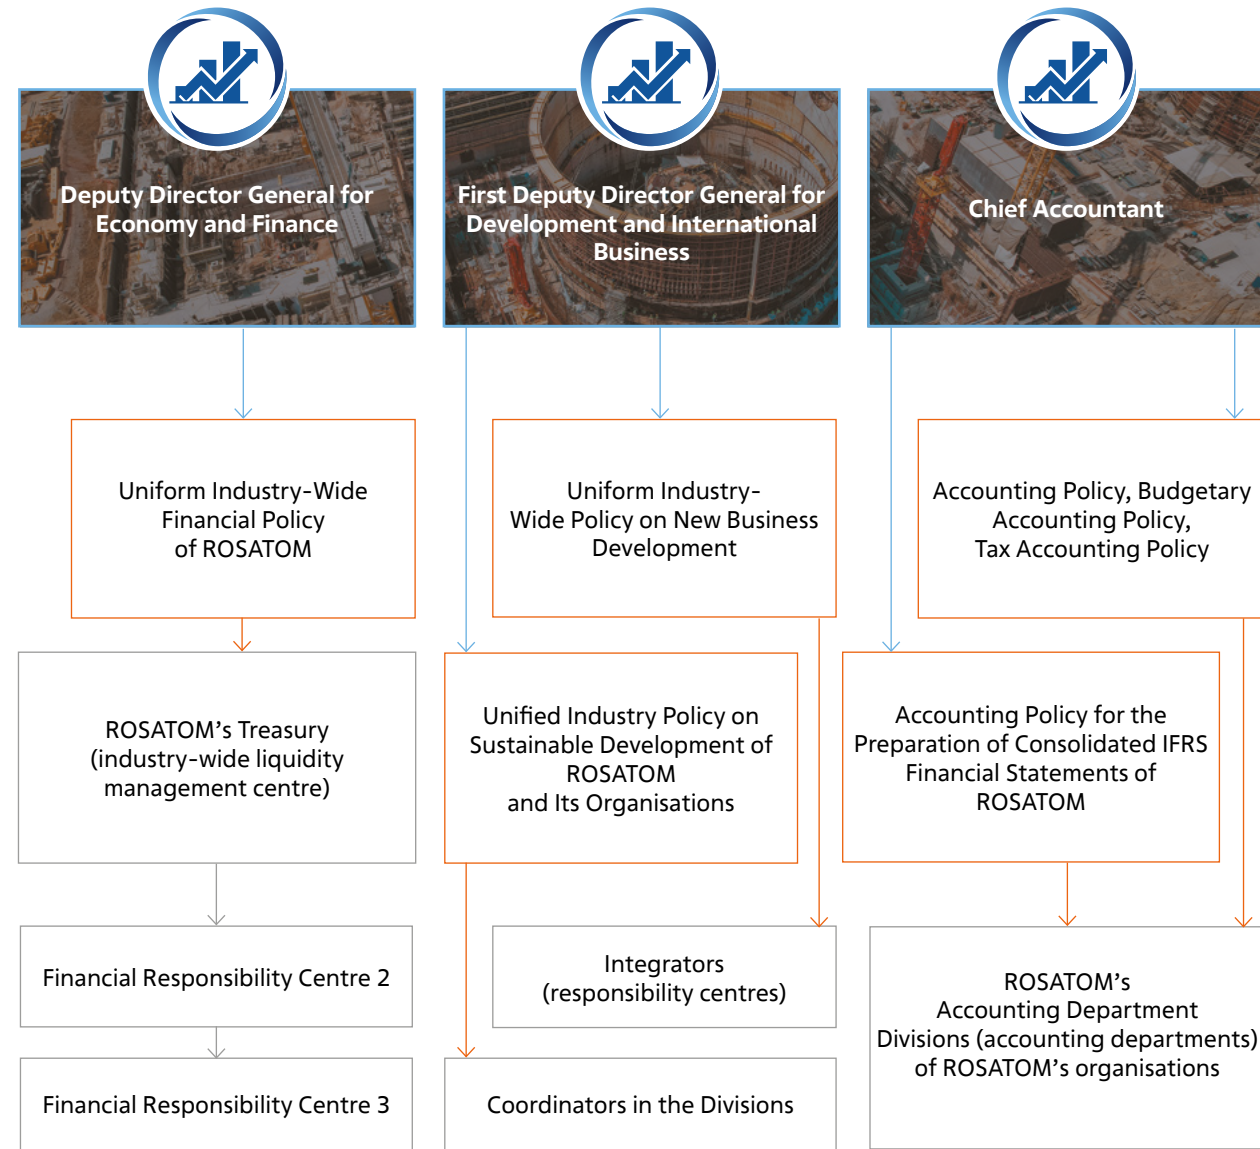 Deputy Director General for
Economy and Finance
First Deputy Director General for
Development and International
Business
Chief Accountant
Uniform Industry-Wide
Financial Policy
of ROSATOM
Uniform Industry-
Wide Policy on New Business
Development
Accounting Policy, Budgetary
Accounting Policy,
Tax Accounting Policy
ROSATOM’s Treasury
(industry-wide liquidity
management centre)
Unified Industry Policy on
Sustainable Development of
ROSATOM
and Its Organisations
Accounting Policy for the
Preparation of Consolidated IFRS
Financial Statements of
ROSATOM
Financial Responsibility Centre 2
Integrators
(responsibility centres)
ROSATOM’s
Accounting Department
Divisions (accounting departments)
of ROSATOM’s organisations
Financial Responsibility Centre 3
Coordinators in the Divisions